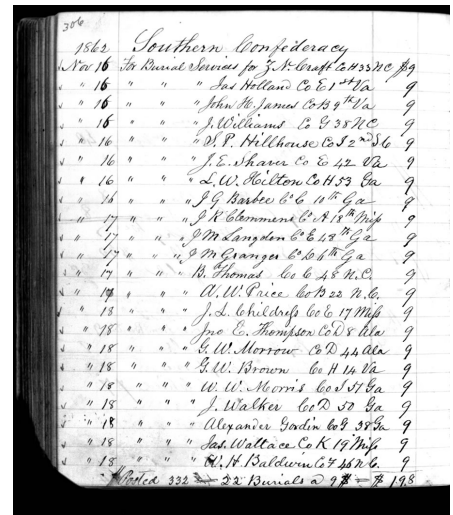 306
1862 Southern Confederacy
Nov 16 For Burial Services for Z. N. Craft Co H 33 N C $9
" 16 " " " Jas Holland Co E 1st Va 9
" 16 " " " John H. James Co B 9th Va 9
" 16 " " " J. Williams Co G 38 NC 9
" 16 " " " S. P. Hillhouse Co I 2nd S C 9
" 16 " " " J. E. Shaver Co E 42 Va 9
" 16 " " " L. W. Hilton Co H 53 Ga 9
" 16 " " " J G Barbee Co C 10th Ga 9
" 17 " " " J K Clemmens Co A 18th Miss 9
" 17 " " " J M Langdon Co E 48th Ga 9
" 17 " " " J M Granger Co 6th Ga 9
" 17 " " " B. Thomas Co C 48 N.C. 9
" 17 " " " A. W. Price Co B 22 N.C. 9
" 18 " " " J. L. Childress Co E 17 Miss 9
" 18 " " " Jno E. Thompson Co D 8 Ala 9
" 18 " " " G. W. Morrow Co D 44 Ala 9
" 18 " " " G. W. Brown Co H 14 Va 9
" 18 " " " W. W. Morris Co I 51 Ga 9
" 18 " " " J. Walker Co D 50 Ga 9
" 18 " " " Alexander Gordin Co G 38 Ga 9
" 18 " " " Jas. Wallace Co K 19 Miss 9
" 18 " " " W. H. Baldwin Co F 45 N.C. 9
Posted 332 22 Burials a 9 $ = $ 198